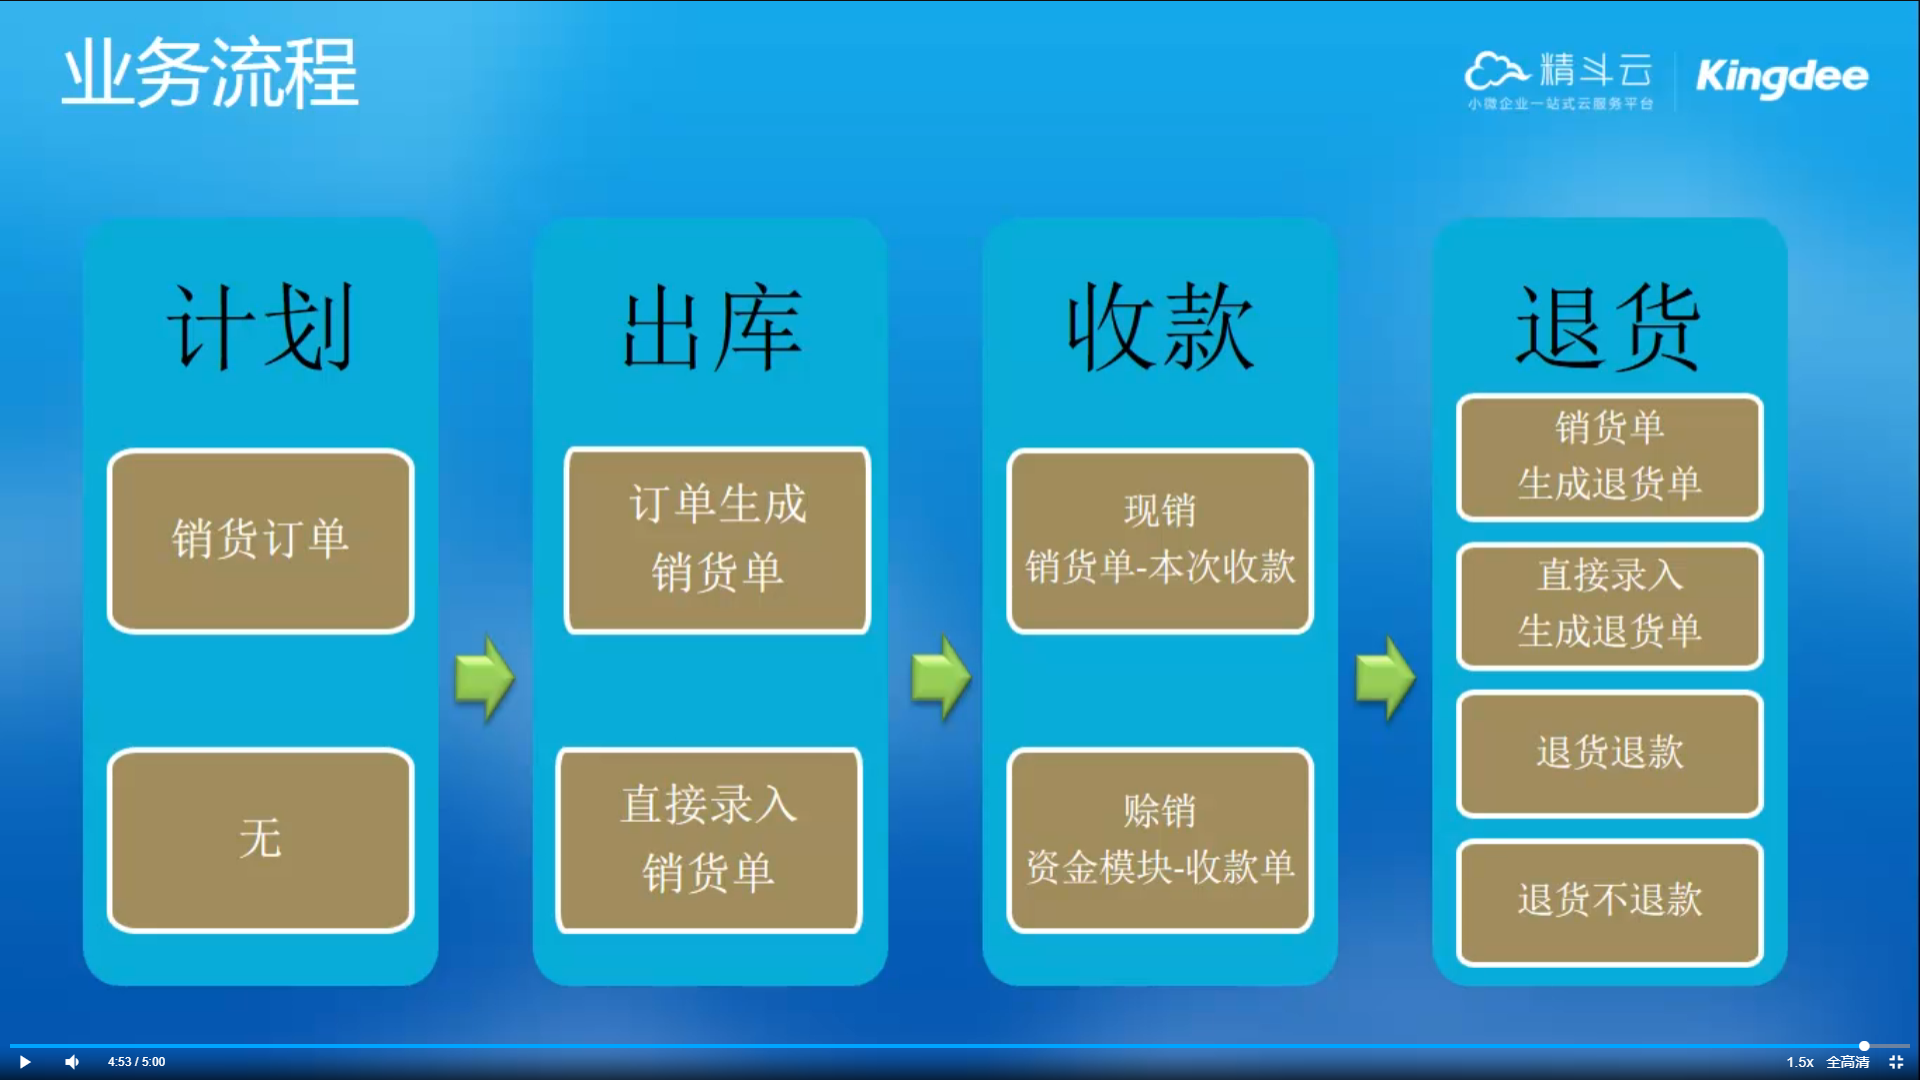 业务流程
精斗云
小微企业一站式云服务平台
Kingdee
计划
销货订单
无
出库
订单生成
销货单
直接录入
销货单
收款
现销
销货单-本次收款
赊销
资金模块-收款单
退货
销货单
生成退货单
直接录入
生成退货单
退货退款
退货不退款
4:53 / 5:00
1.5x 全高清